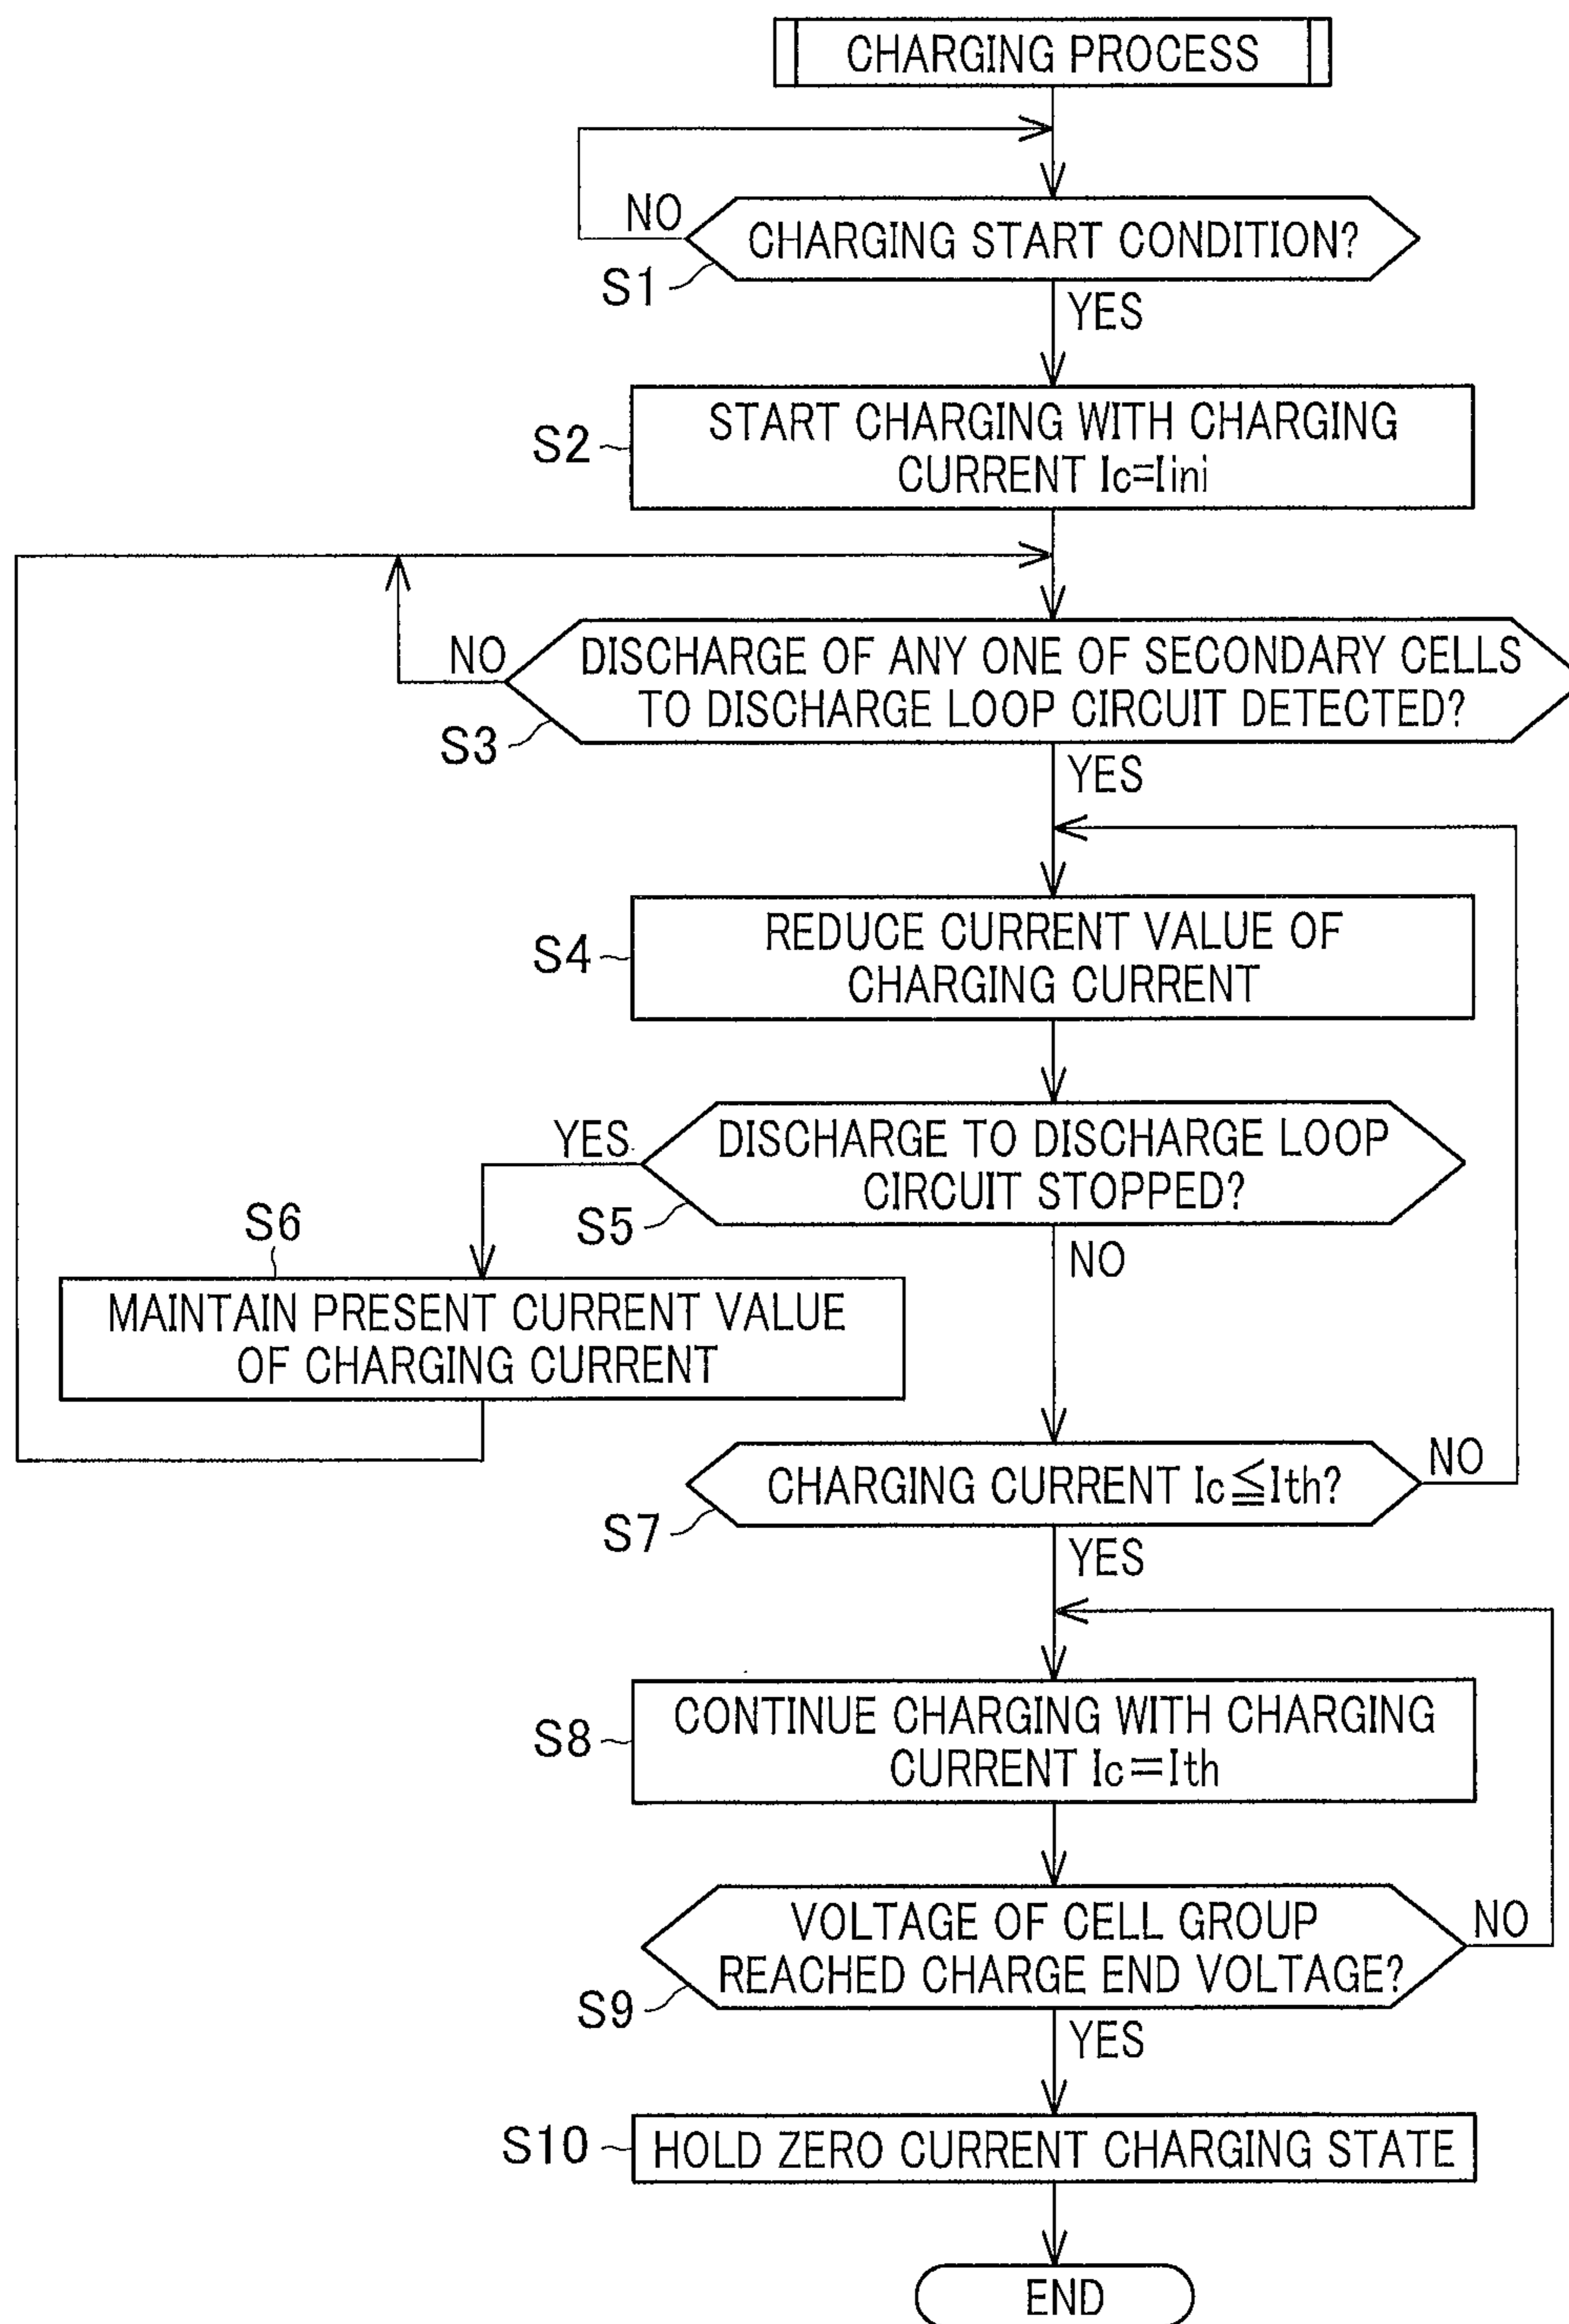 CHARGING PROCESS
NO
CHARGING START CONDITION?
S1
YES
START CHARGING WITH CHARGING
CURRENT Ic=Iini
S2
NO
DISCHARGE OF ANY ONE OF SECONDARY CELLS
TO DISCHARGE LOOP CIRCUIT DETECTED?
S3
YES
REDUCE CURRENT VALUE OF
CHARGING CURRENT
S4
YES
DISCHARGE TO DISCHARGE LOOP
CIRCUIT STOPPED?
S5
NO
S6
MAINTAIN PRESENT CURRENT VALUE
OF CHARGING CURRENT
CHARGING CURRENT Ic≦Ith?
NO
S7
YES
CONTINUE CHARGING WITH CHARGING
CURRENT Ic=Ith
S8
VOLTAGE OF CELL GROUP
REACHED CHARGE END VOLTAGE?
NO
S9
YES
S10
HOLD ZERO CURRENT CHARGING STATE
END